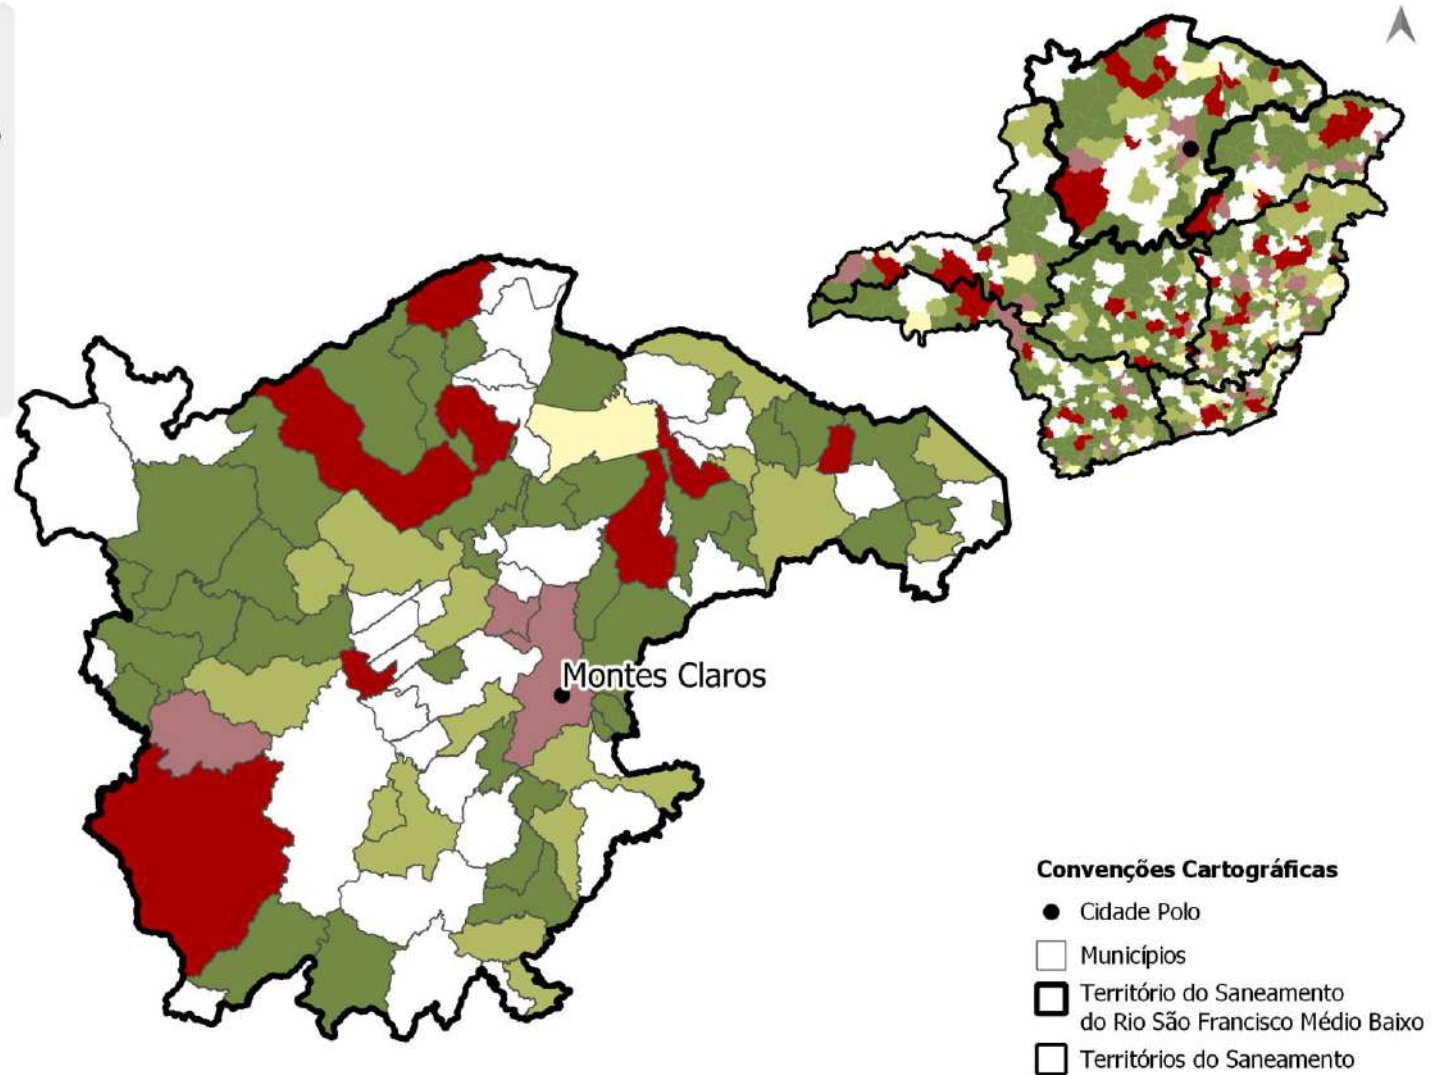 Montes Claros
Convenções Cartográficas
Cidade Polo
Municípios
Território do Saneamento
do Rio São Francisco Médio Baixo
Territórios do Saneamento